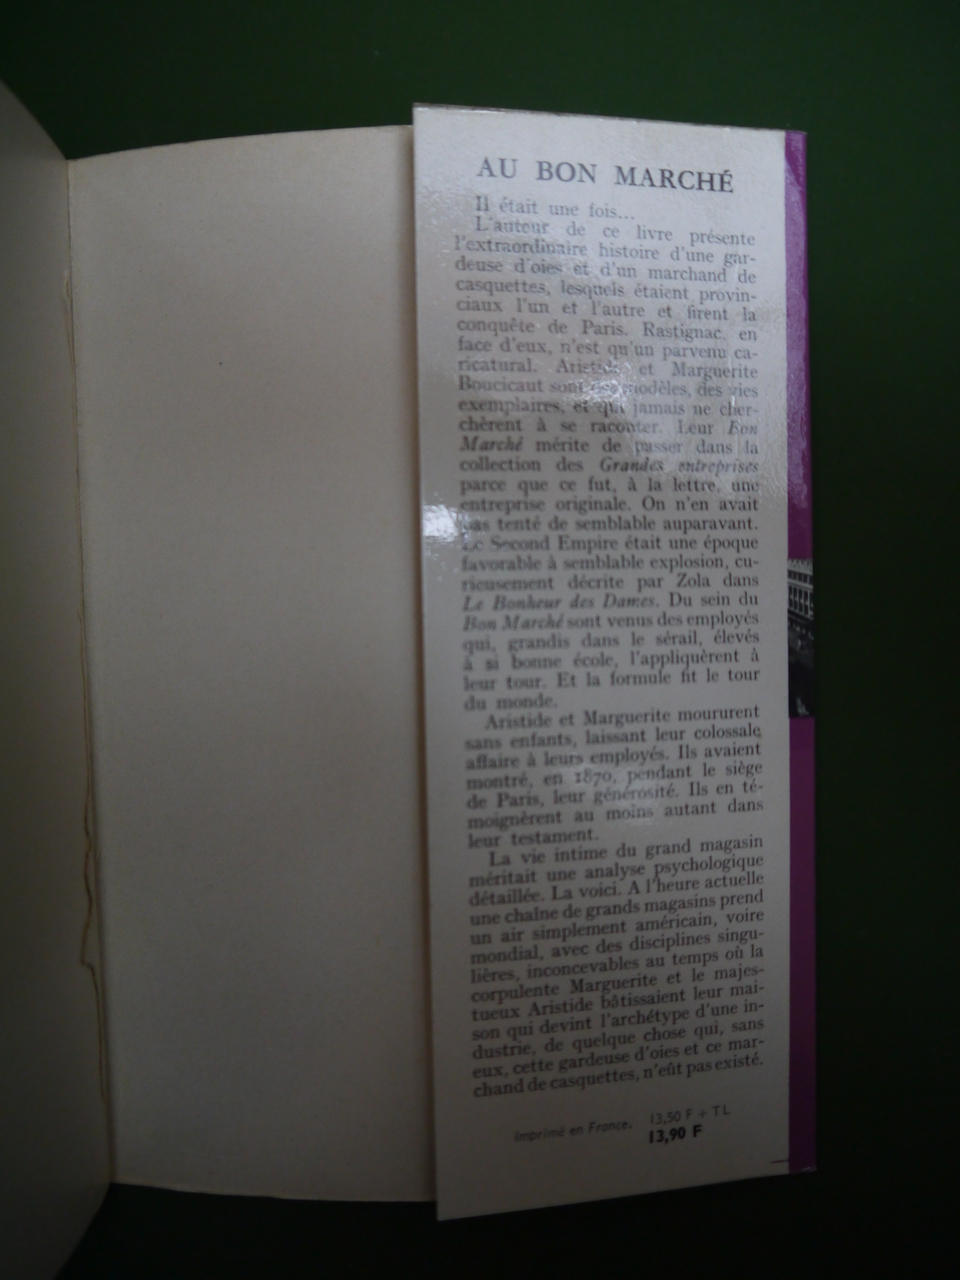 AU BON MARCHÉ
Il était une fois...
L'auteur de ce livre présente
l'extraordinaire histoire d'une gar-
deuse d'oies et d'un marchand de
casquettes, lesquels étaient provin-
ciaux l'un et l'autre et firent la
conquête de Paris. Rastignac, en
face d'eux, n'est qu'un parvenu ca-
ricatural. Aristide et Marguerite
Boucicaut sont des modèles, des vies
exemplaires, et qui jamais ne cher-
chèrent à se raconter. Leur Bon
Marché mérite de passer dans la
collection des Grandes entreprises
parce que ce fut, à la lettre, une
entreprise originale. On n'en avait
pas tenté de semblable auparavant.
Le Second Empire était une époque
favorable à semblable explosion, cu-
rieusement décrite par Zola dans
Le Bonheur des Dames. Du sein du
Bon Marché sont venus des employés
qui, grandis dans le sérail, élevés
à si bonne école, l'appliquèrent à
leur tour. Et la formule fit le tour
du monde.
Aristide et Marguerite moururent
sans enfants, laissant leur colossale
affaire à leurs employés. Ils avaient
montré, en 1870, pendant le siège
de Paris, leur générosité. Ils en té-
moignèrent au moins autant dans
leur testament.
La vie intime du grand magasin
méritait une analyse psychologique
détaillée. La voici. A l'heure actuelle
une chaîne de grands magasins prend
un air simplement américain, voire
mondial, avec des disciplines singu-
lières, inconcevables au temps où la
corpulente Marguerite et le majes-
tueux Aristide bâtissaient leur mai-
son qui devint l'archétype d'une in-
dustrie, de quelque chose qui, sans
eux, cette gardeuse d'oies et ce mar-
chand de casquettes, n'eût pas existé.
Imprimé en France. 13,50 F + TL
13,90 F